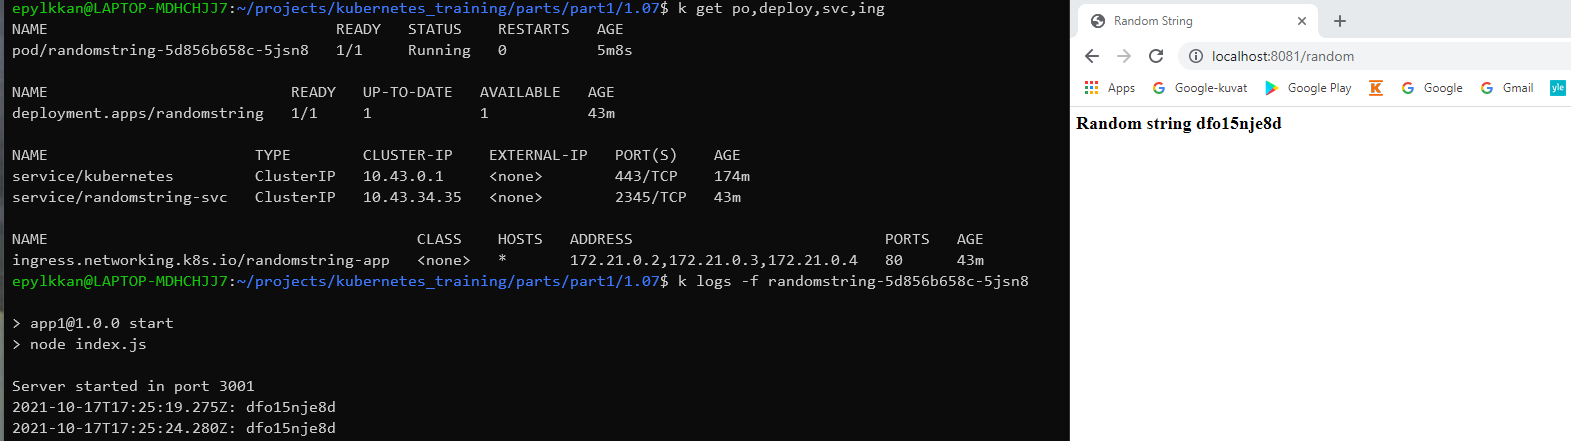 epylkkan@LAPTOP-MDHCHJJ7:~/projects/kubernetes_training/parts/part1/1.07$ k get po,deploy,svc,ing
NAME READY STATUS RESTARTS AGE
pod/randomstring-5d856b658c-5jsn8 1/1 Running 0 5m8s
NAME READY UP-TO-DATE AVAILABLE AGE
deployment.apps/randomstring 1/1 1 1 43m
NAME TYPE CLUSTER-IP EXTERNAL-IP PORT(S) AGE
service/kubernetes ClusterIP 10.43.0.1 <none> 443/TCP 174m
service/randomstring-svc ClusterIP 10.43.34.35 <none> 2345/TCP 43m
NAME CLASS HOSTS ADDRESS PORTS AGE
ingress.networking.k8s.io/randomstring-app <none> * 172.21.0.2,172.21.0.3,172.21.0.4 80 43m
epylkkan@LAPTOP-MDHCHJJ7:~/projects/kubernetes_training/parts/part1/1.07$ k logs -f randomstring-5d856b658c-5jsn8
> app1@1.0.0 start
> node index.js
Server started in port 3001
2021-10-17T17:25:19.275Z: dfo15nje8d
2021-10-17T17:25:24.280Z: dfo15nje8d
Random String
localhost:8081/random
Apps Google-kuvat Google Play K Google Gmail yle
Random string dfo15nje8d